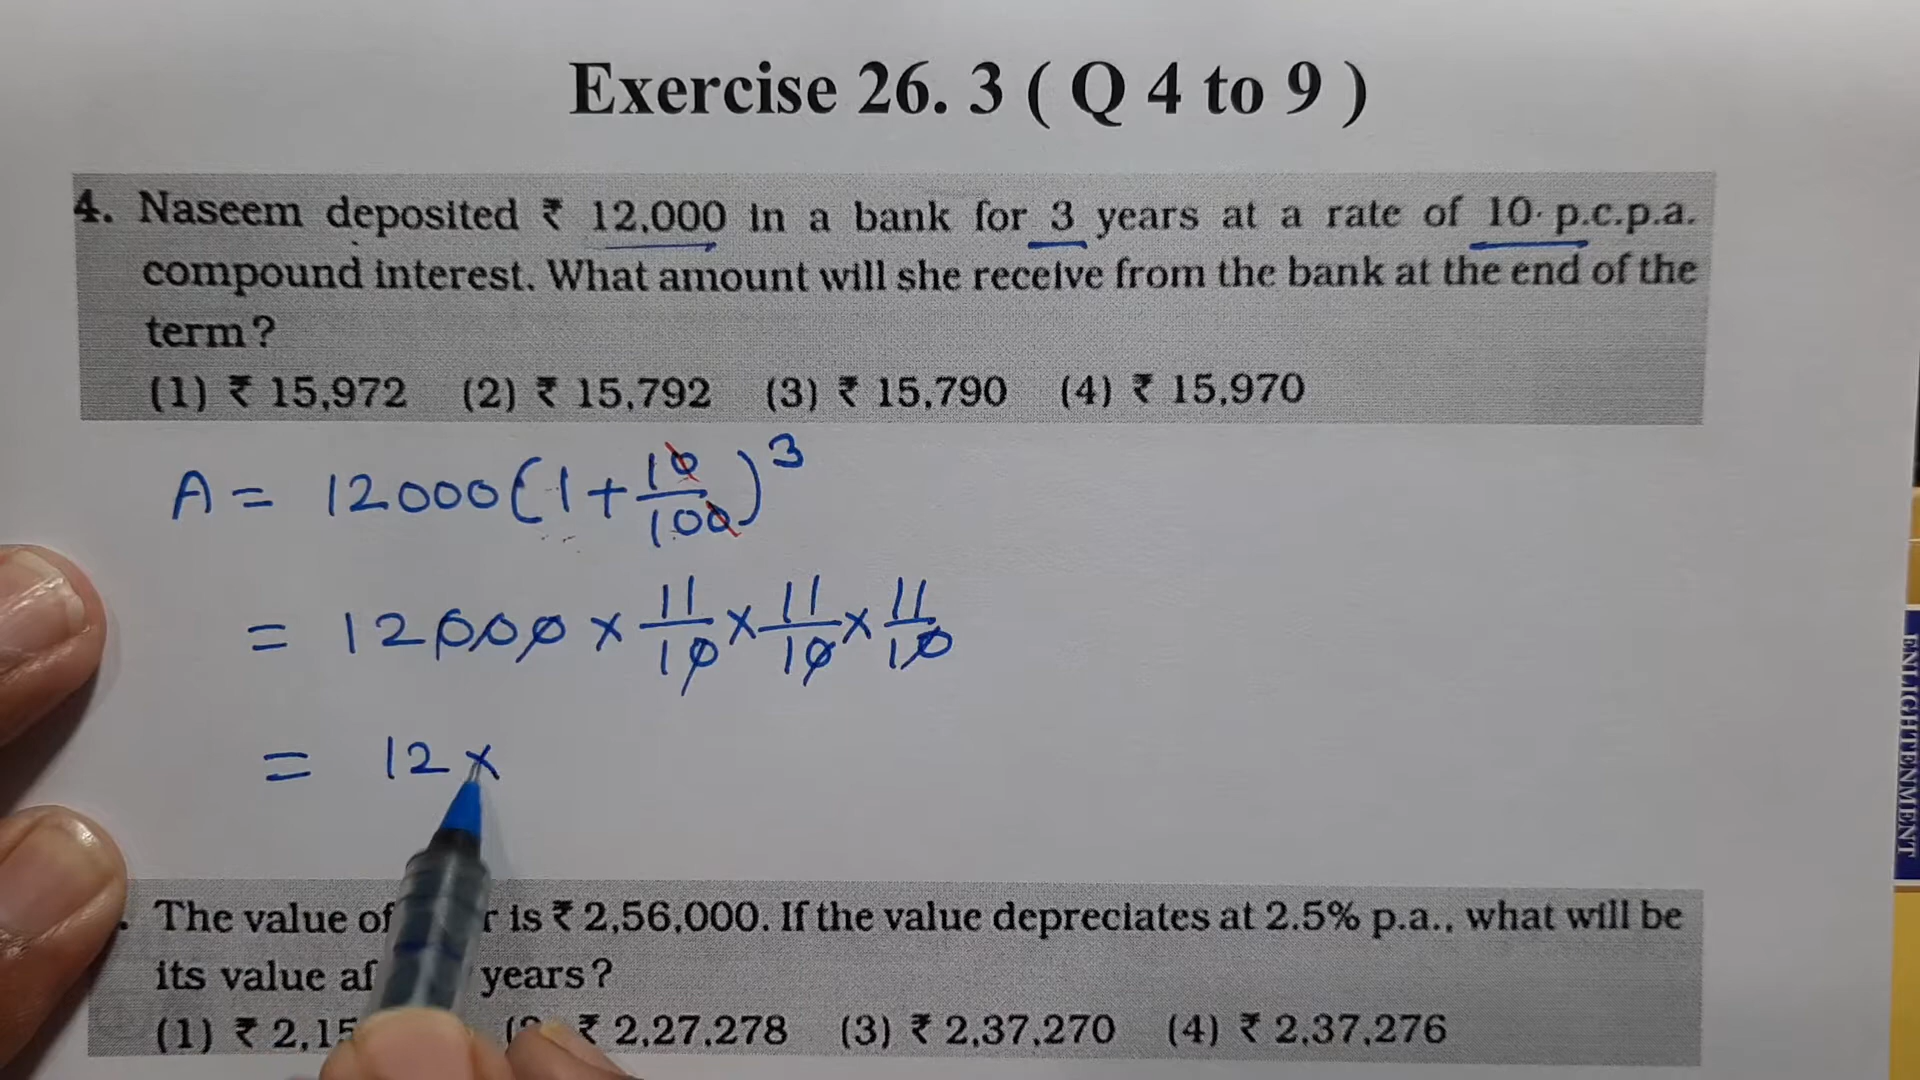 Exercise 26. 3 ( Q 4 to 9 )
4. Naseem deposited ₹ 12,000 in a bank for 3 years at a rate of 10 p.c.p.a.
compound interest. What amount will she receive from the bank at the end of the
term?
(1) ₹ 15,972 (2) ₹ 15,792 (3) ₹ 15,790 (4) ₹ 15,970
A = 12000 (1 + 10/100)³
= 12000 × 11/10 × 11/10 × 11/10
= 12 ×
The value of is ₹ 2,56,000. If the value depreciates at 2.5% p.a., what will be
its value years?
(1) ₹ 2,15 ₹ 2,27,278 (3) ₹ 2,37,270 (4) ₹ 2,37,276
ENLIGHTENMENT